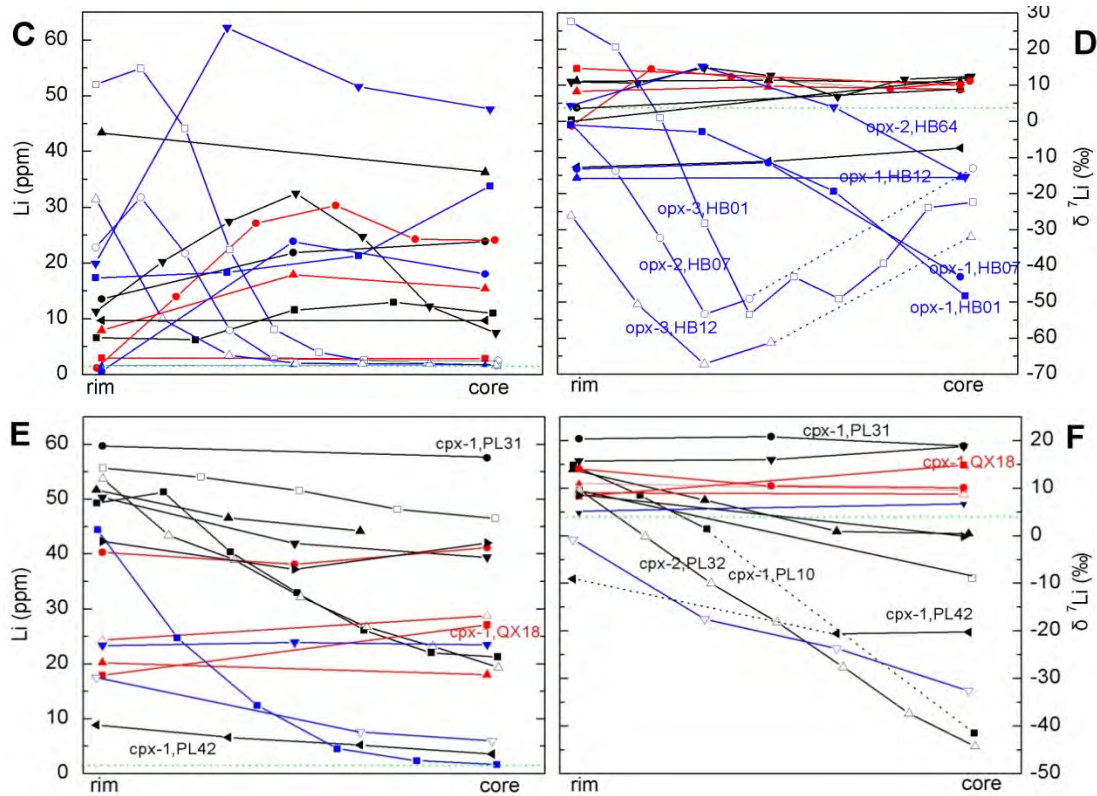 C
60
50
40
30
20
10
0
Li (ppm)
rim
core
D
30
20
10
0
-10
-20
-30
-40
-50
-60
-70
δ ⁷Li (‰)
opx-2,HB64
opx-1,HB12
opx-3,HB01
opx-2,HB07
opx-1,HB07
opx-1,HB01
opx-3,HB12
rim
core
E
60
50
40
30
20
10
0
Li (ppm)
cpx-1,PL31
cpx-1,QX18
cpx-1,PL42
rim
core
F
20
10
0
-10
-20
-30
-40
-50
δ ⁷Li (‰)
cpx-1,PL31
cpx-1,QX18
cpx-2,PL32
cpx-1,PL10
cpx-1,PL42
rim
core